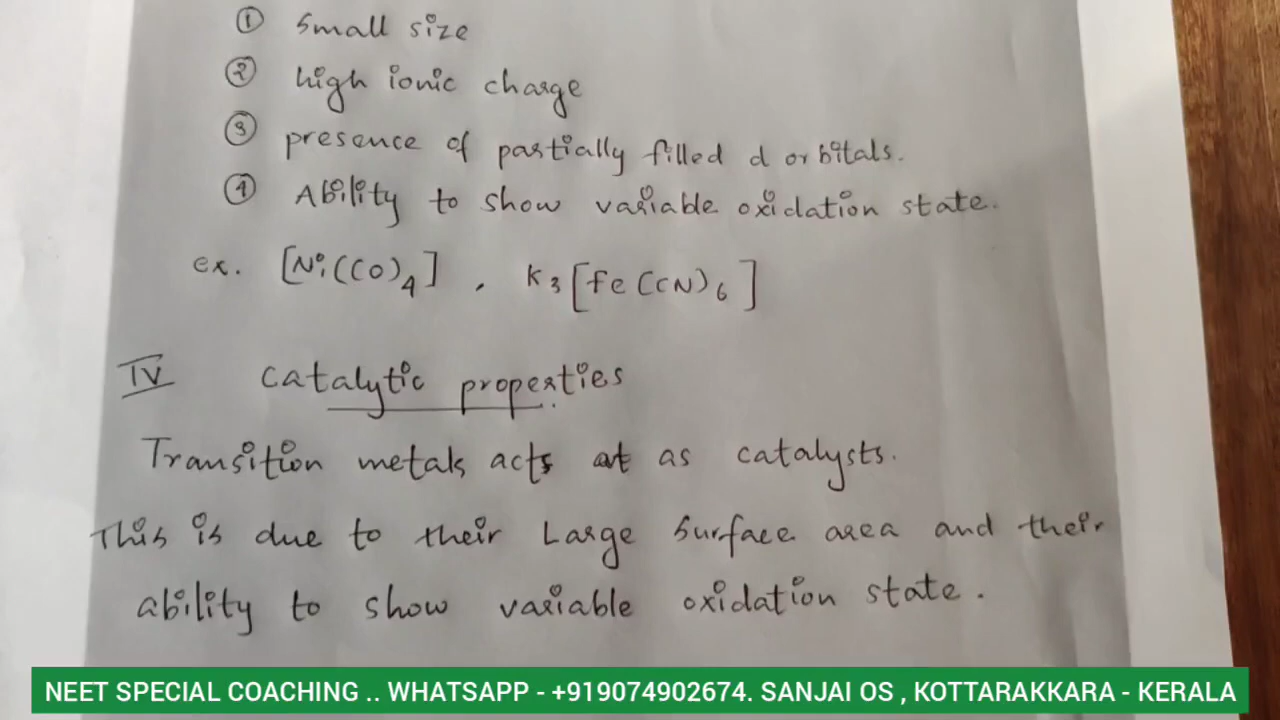 ① Small size
② high ionic charge
③ presence of partially filled d orbitals.
④ Ability to show variable oxidation state.
ex. [Ni(CO)4] , K3[Fe(CN)6]
IV Catalytic properties
Transition metals acts at as catalysts.
This is due to their Large Surface area and their
ability to show variable oxidation state.
NEET SPECIAL COACHING .. WHATSAPP - +919074902674. SANJAI OS , KOTTARAKKARA - KERALA